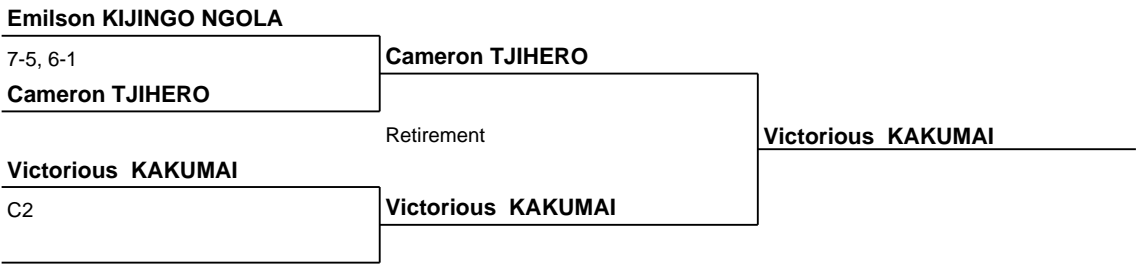 Emilson KIJINGO NGOLA
7-5, 6-1
Cameron TJIHERO
Cameron TJIHERO
Retirement
Victorious  KAKUMAI
Victorious  KAKUMAI
C2
Victorious  KAKUMAI